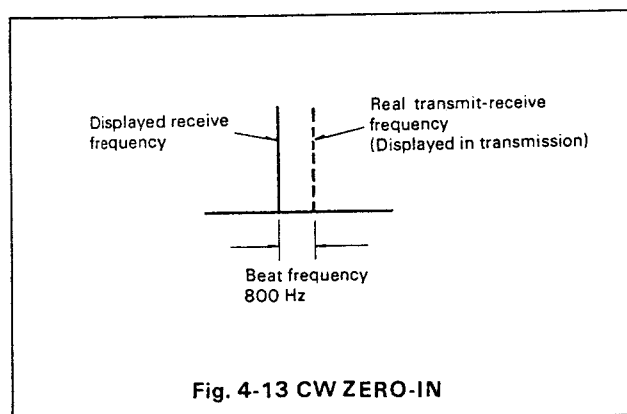 Displayed receive
frequency
Real transmit-receive
frequency
(Displayed in transmission)
Beat frequency
800 Hz
Fig. 4-13 CW ZERO-IN